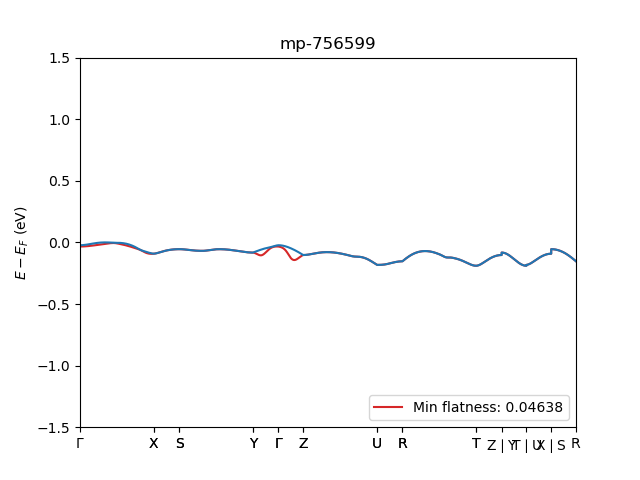 mp-756599
1.5
1.0
0.5
0.0
−0.5
−1.0
−1.5
E − E_F (eV)
Min flatness: 0.04638
Γ X S Y Γ Z U R T Z | Y T | U X | S R